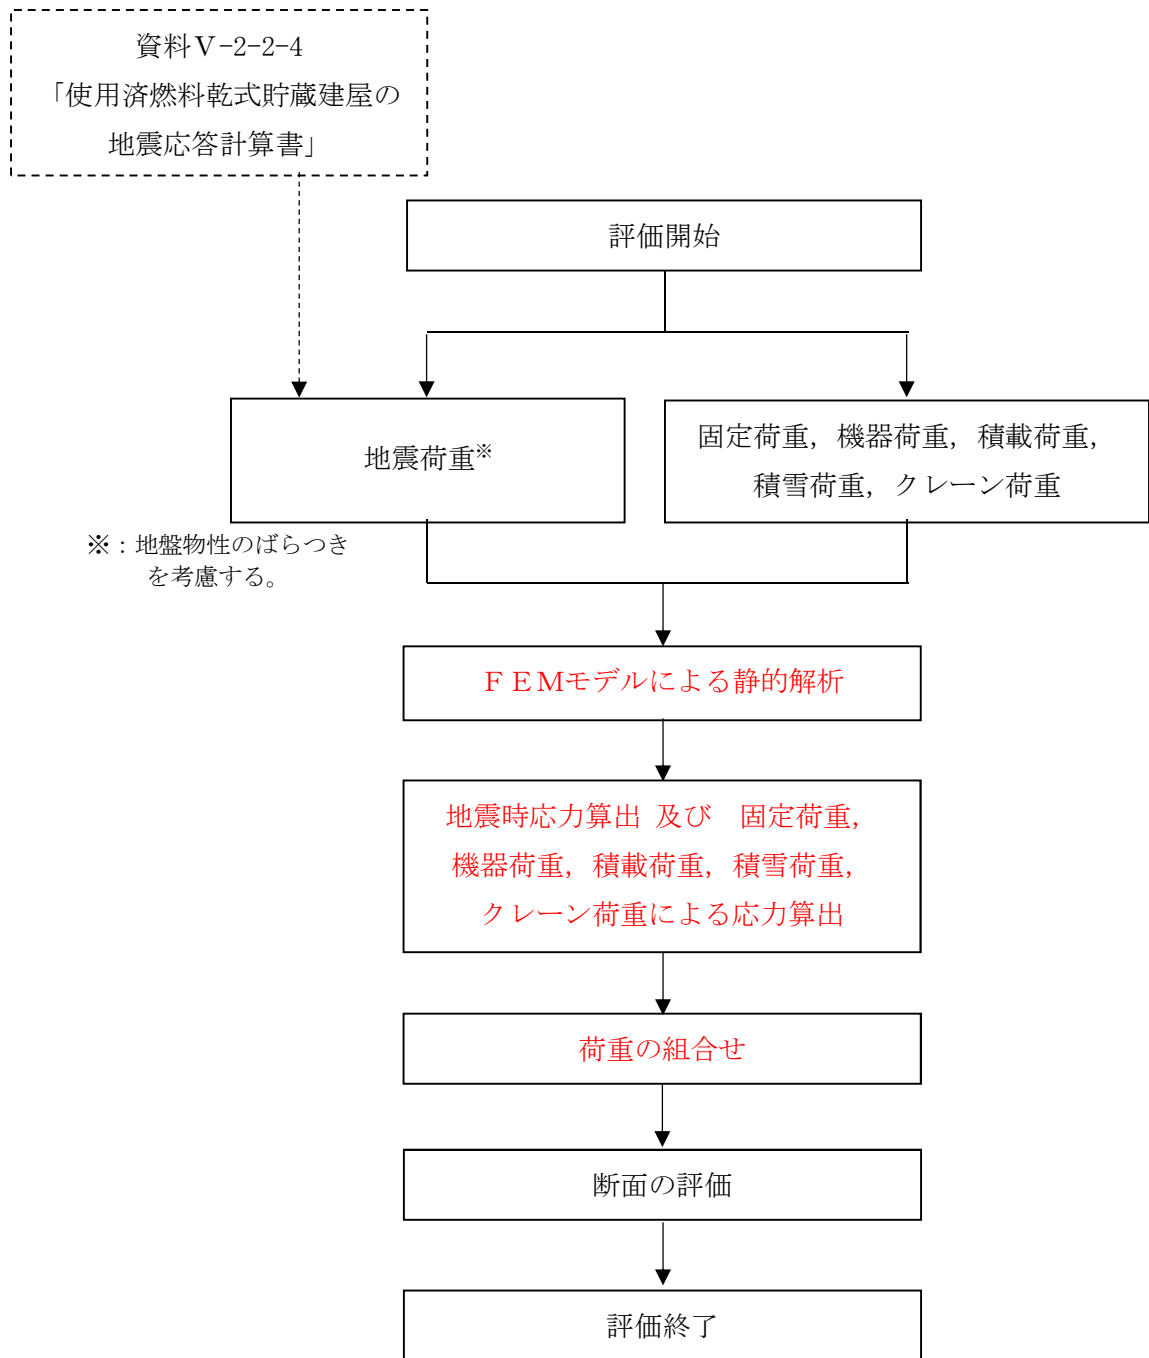 資料Ⅴ-2-2-4
「使用済燃料乾式貯蔵建屋の
地震応答計算書」
評価開始
地震荷重※
固定荷重，機器荷重，積載荷重，
積雪荷重，クレーン荷重
※：地盤物性のばらつき
を考慮する。
ＦＥＭモデルによる静的解析
地震時応力算出 及び　固定荷重，
機器荷重，積載荷重，積雪荷重，
クレーン荷重による応力算出
荷重の組合せ
断面の評価
評価終了